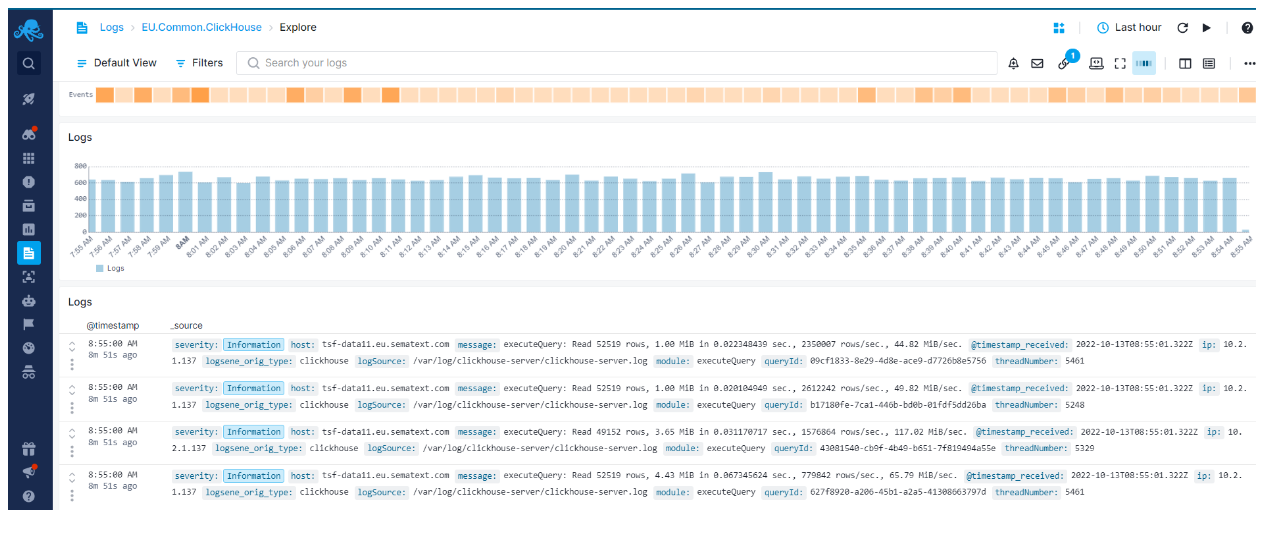 Logs > EU.Common.ClickHouse > Explore
Last hour
Default View Filters Search your logs 1
Events
Logs
800
600
400
200
0
7:55 AM 7:56 AM 7:57 AM 7:58 AM 7:59 AM 8AM 8:01 AM 8:02 AM 8:03 AM 8:04 AM 8:05 AM 8:06 AM 8:07 AM 8:08 AM 8:09 AM 8:10 AM 8:11 AM 8:12 AM 8:13 AM 8:14 AM 8:15 AM 8:16 AM 8:17 AM 8:18 AM 8:19 AM 8:20 AM 8:21 AM 8:22 AM 8:23 AM 8:24 AM 8:25 AM 8:26 AM 8:27 AM 8:28 AM 8:29 AM 8:30 AM 8:31 AM 8:32 AM 8:33 AM 8:34 AM 8:35 AM 8:36 AM 8:37 AM 8:38 AM 8:39 AM 8:40 AM 8:41 AM 8:42 AM 8:43 AM 8:44 AM 8:45 AM 8:46 AM 8:47 AM 8:48 AM 8:49 AM 8:50 AM 8:51 AM 8:52 AM 8:53 AM 8:54 AM 8:55 AM
Logs
Logs
@timestamp _source
8:55:00 AM severity: Information host: tsf-data11.eu.sematext.com message: executeQuery: Read 52519 rows, 1.00 MiB in 0.022348439 sec., 2350007 rows/sec., 44.82 MiB/sec. @timestamp_received: 2022-10-13T08:55:01.322Z ip: 10.2.
8m 51s ago 1.137 logsene_orig_type: clickhouse logSource: /var/log/clickhouse-server/clickhouse-server.log module: executeQuery queryId: 09cf1833-8e29-4d8e-ace9-d7726b8e5756 threadNumber: 5461
8:55:00 AM severity: Information host: tsf-data11.eu.sematext.com message: executeQuery: Read 52519 rows, 1.00 MiB in 0.020104949 sec., 2612242 rows/sec., 49.82 MiB/sec. @timestamp_received: 2022-10-13T08:55:01.322Z ip: 10.2.
8m 51s ago 1.137 logsene_orig_type: clickhouse logSource: /var/log/clickhouse-server/clickhouse-server.log module: executeQuery queryId: b17180fe-7ca1-446b-bd0b-01fdf5dd26ba threadNumber: 5248
8:55:00 AM severity: Information host: tsf-data11.eu.sematext.com message: executeQuery: Read 49152 rows, 3.65 MiB in 0.031170717 sec., 1576864 rows/sec., 117.02 MiB/sec. @timestamp_received: 2022-10-13T08:55:01.322Z ip: 10.
8m 51s ago 2.1.137 logsene_orig_type: clickhouse logSource: /var/log/clickhouse-server/clickhouse-server.log module: executeQuery queryId: 43081540-cb9f-4b49-b651-7f819494a55e threadNumber: 5329
8:55:00 AM severity: Information host: tsf-data11.eu.sematext.com message: executeQuery: Read 52519 rows, 4.43 MiB in 0.067345624 sec., 779842 rows/sec., 65.79 MiB/sec. @timestamp_received: 2022-10-13T08:55:01.322Z ip: 10.2.
8m 51s ago 1.137 logsene_orig_type: clickhouse logSource: /var/log/clickhouse-server/clickhouse-server.log module: executeQuery queryId: 627f8920-a206-45b1-a2a5-41308663797d threadNumber: 5461